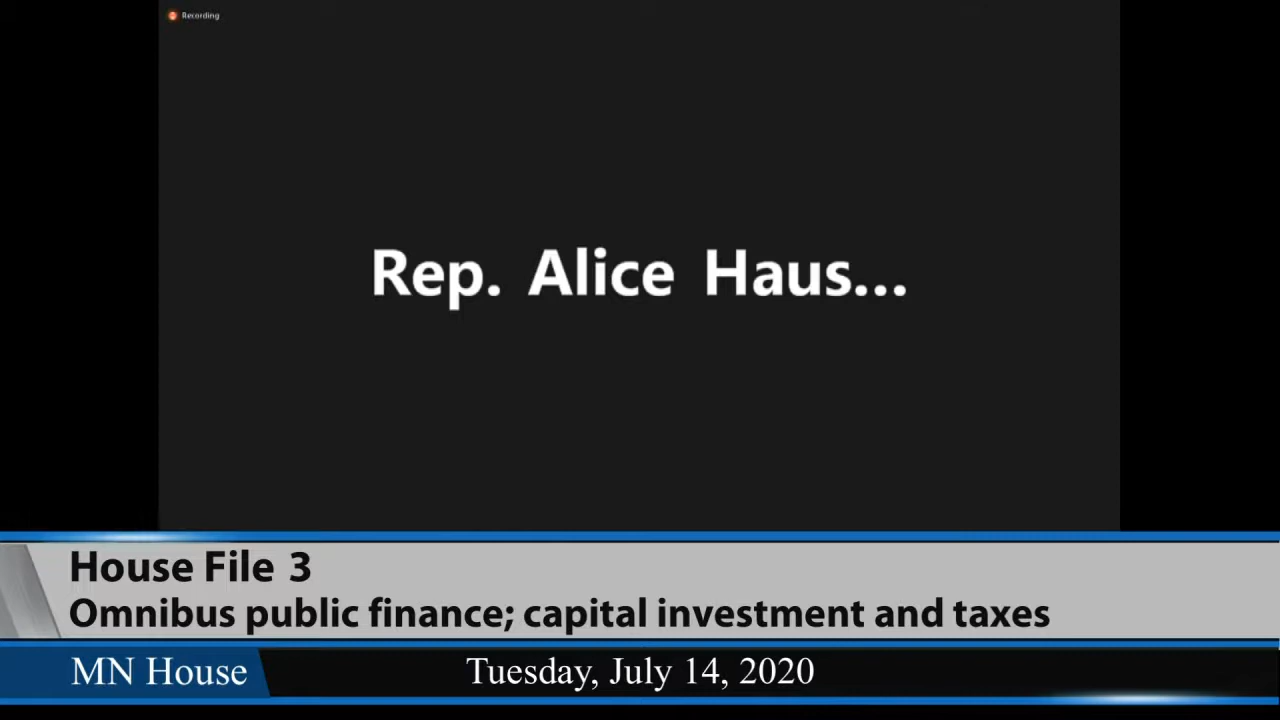 Recording
Rep. Alice Haus...
House File 3
Omnibus public finance; capital investment and taxes
MN House
Tuesday, July 14, 2020